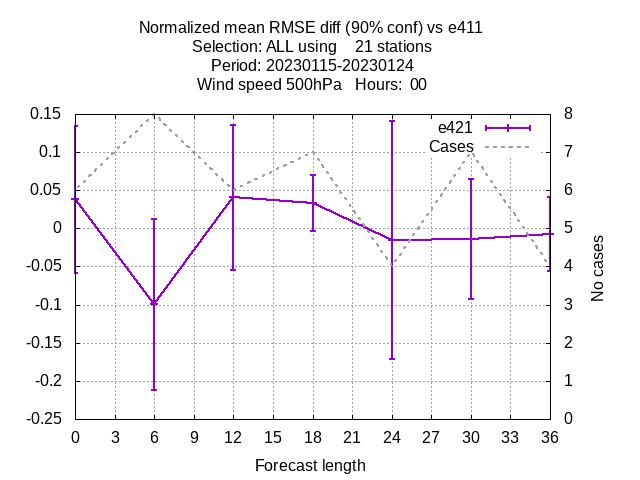 Normalized mean RMSE diff (90% conf) vs e411
Selection: ALL using    21 stations
Period: 20230115-20230124
Wind speed 500hPa   Hours:  00
e421
Cases
0.15
0.1
0.05
0
-0.05
-0.1
-0.15
-0.2
-0.25
8
7
6
5
4
3
2
1
0
No cases
0 3 6 9 12 15 18 21 24 27 30 33 36
Forecast length